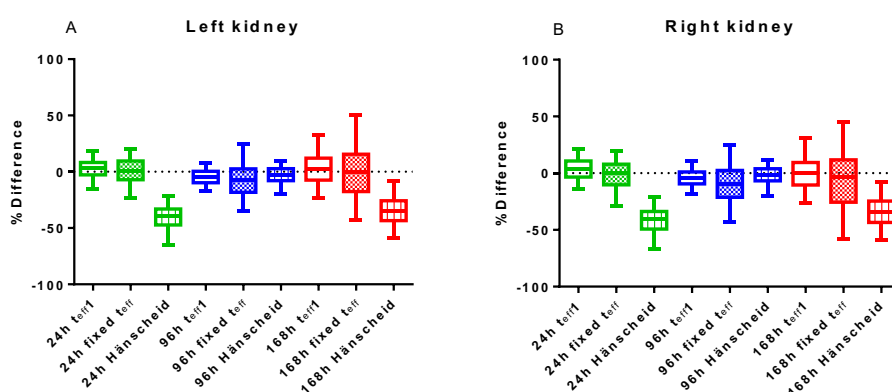 A
Left kidney
% Difference
100
50
0
-50
-100
24h teff1
24h fixed teff
24h Hänscheid
96h teff1
96h fixed teff
96h Hänscheid
168h teff1
168h fixed teff
168h Hänscheid
B
Right kidney
% Difference
100
50
0
-50
-100
24h teff1
24h fixed teff
24h Hänscheid
96h teff1
96h fixed teff
96h Hänscheid
168h teff1
168h fixed teff
168h Hänscheid